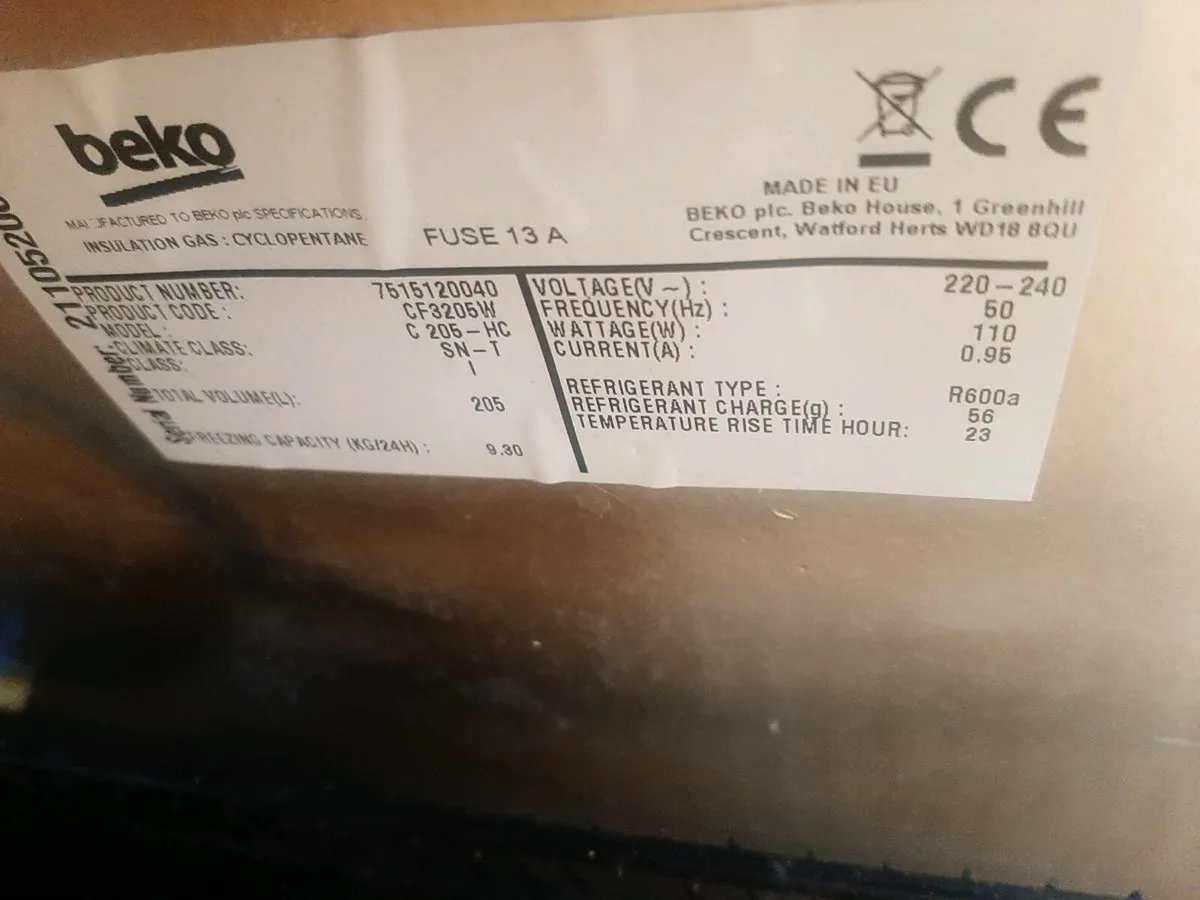 beko
MANUFACTURED TO BEKO plc SPECIFICATIONS
INSULATION GAS : CYCLOPENTANE
FUSE 13 A
CE
MADE IN EU
BEKO plc. Beko House, 1 Greenhill
Crescent, Watford Herts WD18 8QU
PRODUCT NUMBER: 7515120040
PRODUCT CODE : CF3205W
MODEL : C 205-HC
CLIMATE CLASS: SN-T
CLASS: I
TOTAL VOLUME(L): 205
FREEZING CAPACITY (KG/24H) : 9.30
VOLTAGE(V ~) : 220-240
FREQUENCY(Hz) : 50
WATTAGE(W) : 110
CURRENT(A) : 0.95
REFRIGERANT TYPE : R600a
REFRIGERANT CHARGE(g) : 56
TEMPERATURE RISE TIME HOUR: 23
Serial Number: